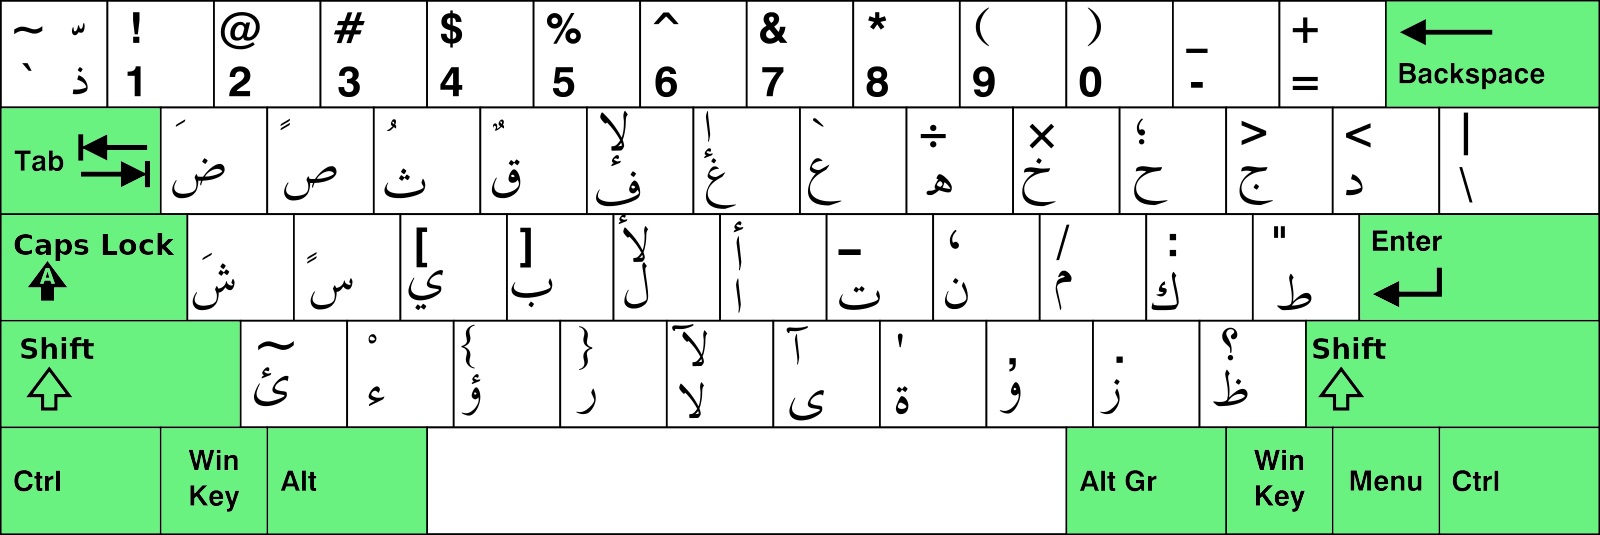 ~ ّ ! @ # $ % ^ & * ( ) _ + Backspace
` ذ 1 2 3 4 5 6 7 8 9 0 - =
Tab َ ً ُ ٌ لإ إ ` ÷ × ؛ > < |
ض ص ث ق ف غ ع ه خ ح ج د \
Caps Lock ِ ٍ [ ] لأ أ – ، / : " Enter
A ش س ي ب ل ا ت ن م ك ط
Shift ~ ْ { } لآ آ ' , . ؟ Shift
ئ ء ؤ ر لا ى ة و ز ظ
Ctrl Win Key Alt Alt Gr Win Key Menu Ctrl